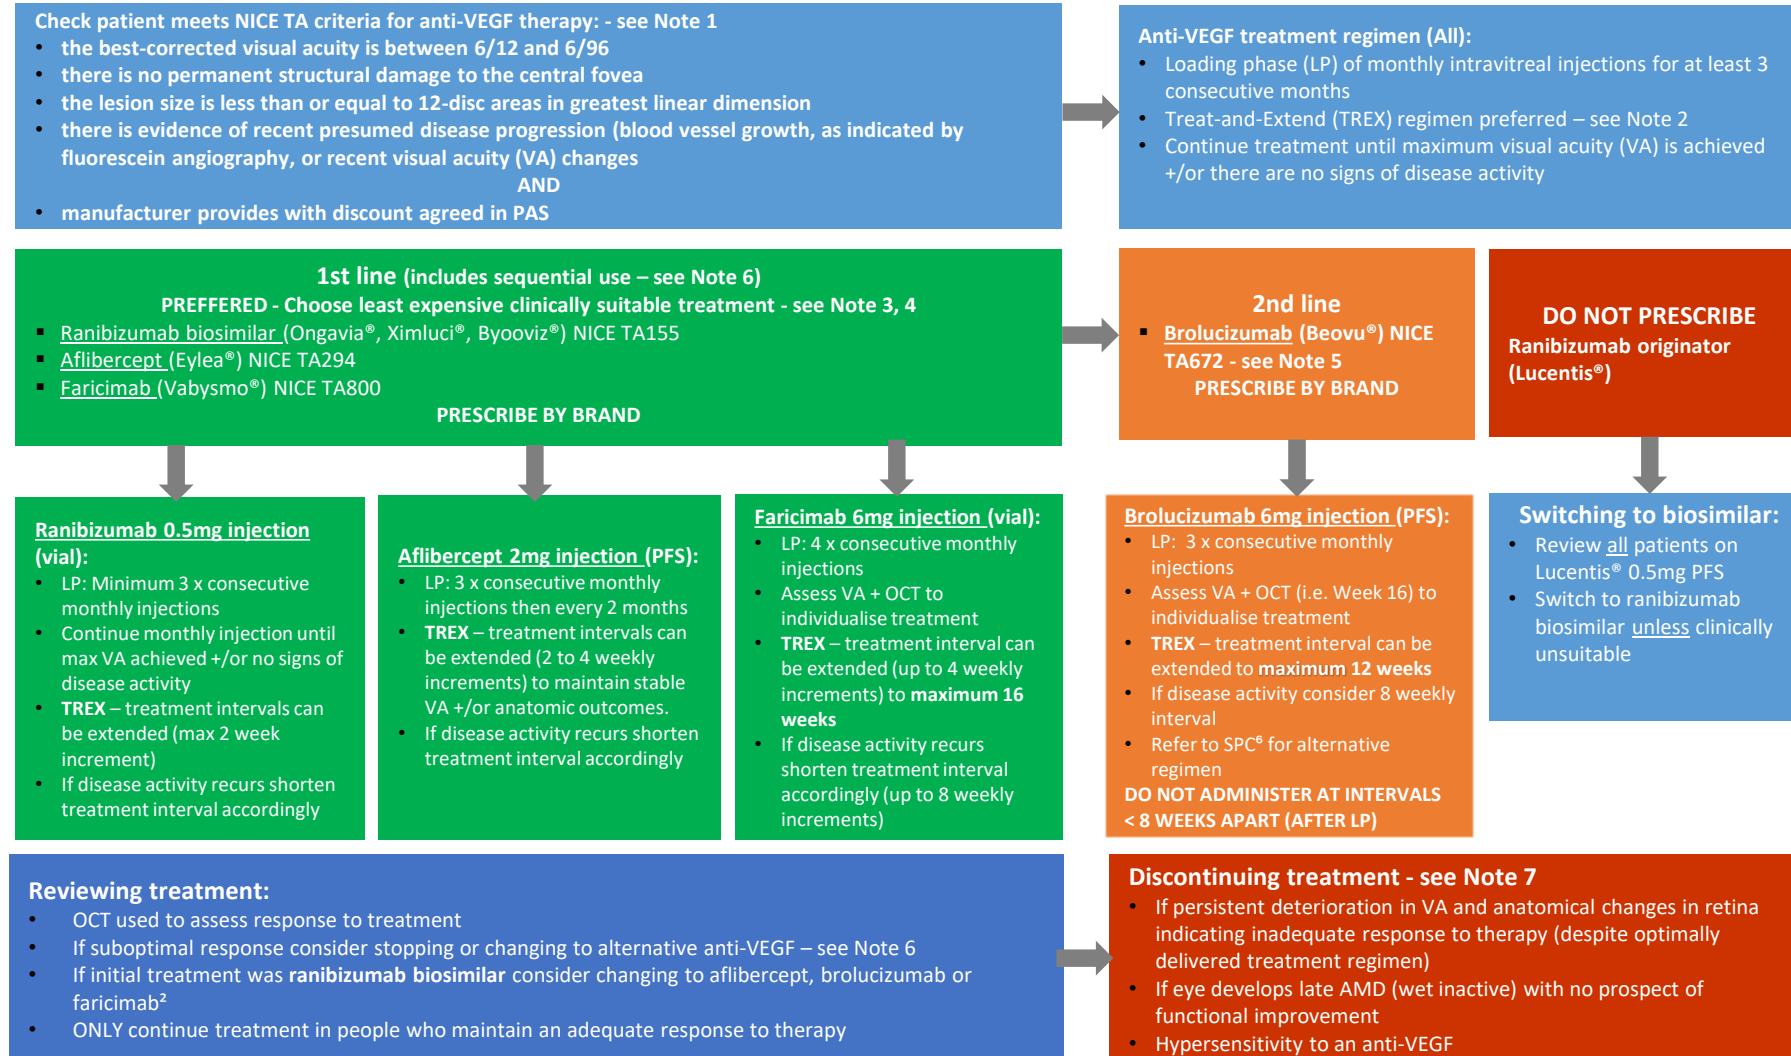 Check patient meets NICE TA criteria for anti-VEGF therapy: - see Note 1
• the best-corrected visual acuity is between 6/12 and 6/96
• there is no permanent structural damage to the central fovea
• the lesion size is less than or equal to 12-disc areas in greatest linear dimension
• there is evidence of recent presumed disease progression (blood vessel growth, as indicated by
fluorescein angiography, or recent visual acuity (VA) changes
AND
• manufacturer provides with discount agreed in PAS
Anti-VEGF treatment regimen (All):
• Loading phase (LP) of monthly intravitreal injections for at least 3
consecutive months
• Treat-and-Extend (TREX) regimen preferred – see Note 2
• Continue treatment until maximum visual acuity (VA) is achieved
+/or there are no signs of disease activity
1st line (includes sequential use – see Note 6)
PREFFERED - Choose least expensive clinically suitable treatment - see Note 3, 4
▪ Ranibizumab biosimilar (Ongavia®, Ximluci®, Byooviz®) NICE TA155
▪ Aflibercept (Eylea®) NICE TA294
▪ Faricimab (Vabysmo®) NICE TA800
PRESCRIBE BY BRAND
2nd line
▪ Brolucizumab (Beovu®) NICE
TA672 - see Note 5
PRESCRIBE BY BRAND
DO NOT PRESCRIBE
Ranibizumab originator
(Lucentis®)
Ranibizumab 0.5mg injection
(vial):
• LP: Minimum 3 x consecutive
monthly injections
• Continue monthly injection until
max VA achieved +/or no signs of
disease activity
• TREX – treatment intervals can
be extended (max 2 week
increment)
• If disease activity recurs shorten
treatment interval accordingly
Aflibercept 2mg injection (PFS):
• LP: 3 x consecutive monthly
injections then every 2 months
• TREX – treatment intervals can
be extended (2 to 4 weekly
increments) to maintain stable
VA +/or anatomic outcomes.
• If disease activity recurs shorten
treatment interval accordingly
Faricimab 6mg injection (vial):
• LP: 4 x consecutive monthly
injections
• Assess VA + OCT to
individualise treatment
• TREX – treatment interval can
be extended (up to 4 weekly
increments) to maximum 16
weeks
• If disease activity recurs
shorten treatment interval
accordingly (up to 8 weekly
increments)
Brolucizumab 6mg injection (PFS):
• LP: 3 x consecutive monthly
injections
• Assess VA + OCT (i.e. Week 16) to
individualise treatment
• TREX – treatment interval can be
extended to maximum 12 weeks
• If disease activity consider 8 weekly
interval
• Refer to SPC⁶ for alternative
regimen
DO NOT ADMINISTER AT INTERVALS
< 8 WEEKS APART (AFTER LP)
Switching to biosimilar:
• Review all patients on
Lucentis® 0.5mg PFS
• Switch to ranibizumab
biosimilar unless clinically
unsuitable
Reviewing treatment:
• OCT used to assess response to treatment
• If suboptimal response consider stopping or changing to alternative anti-VEGF – see Note 6
• If initial treatment was ranibizumab biosimilar consider changing to aflibercept, brolucizumab or
faricimab²
• ONLY continue treatment in people who maintain an adequate response to therapy
Discontinuing treatment - see Note 7
• If persistent deterioration in VA and anatomical changes in retina
indicating inadequate response to therapy (despite optimally
delivered treatment regimen)
• If eye develops late AMD (wet inactive) with no prospect of
functional improvement
• Hypersensitivity to an anti-VEGF